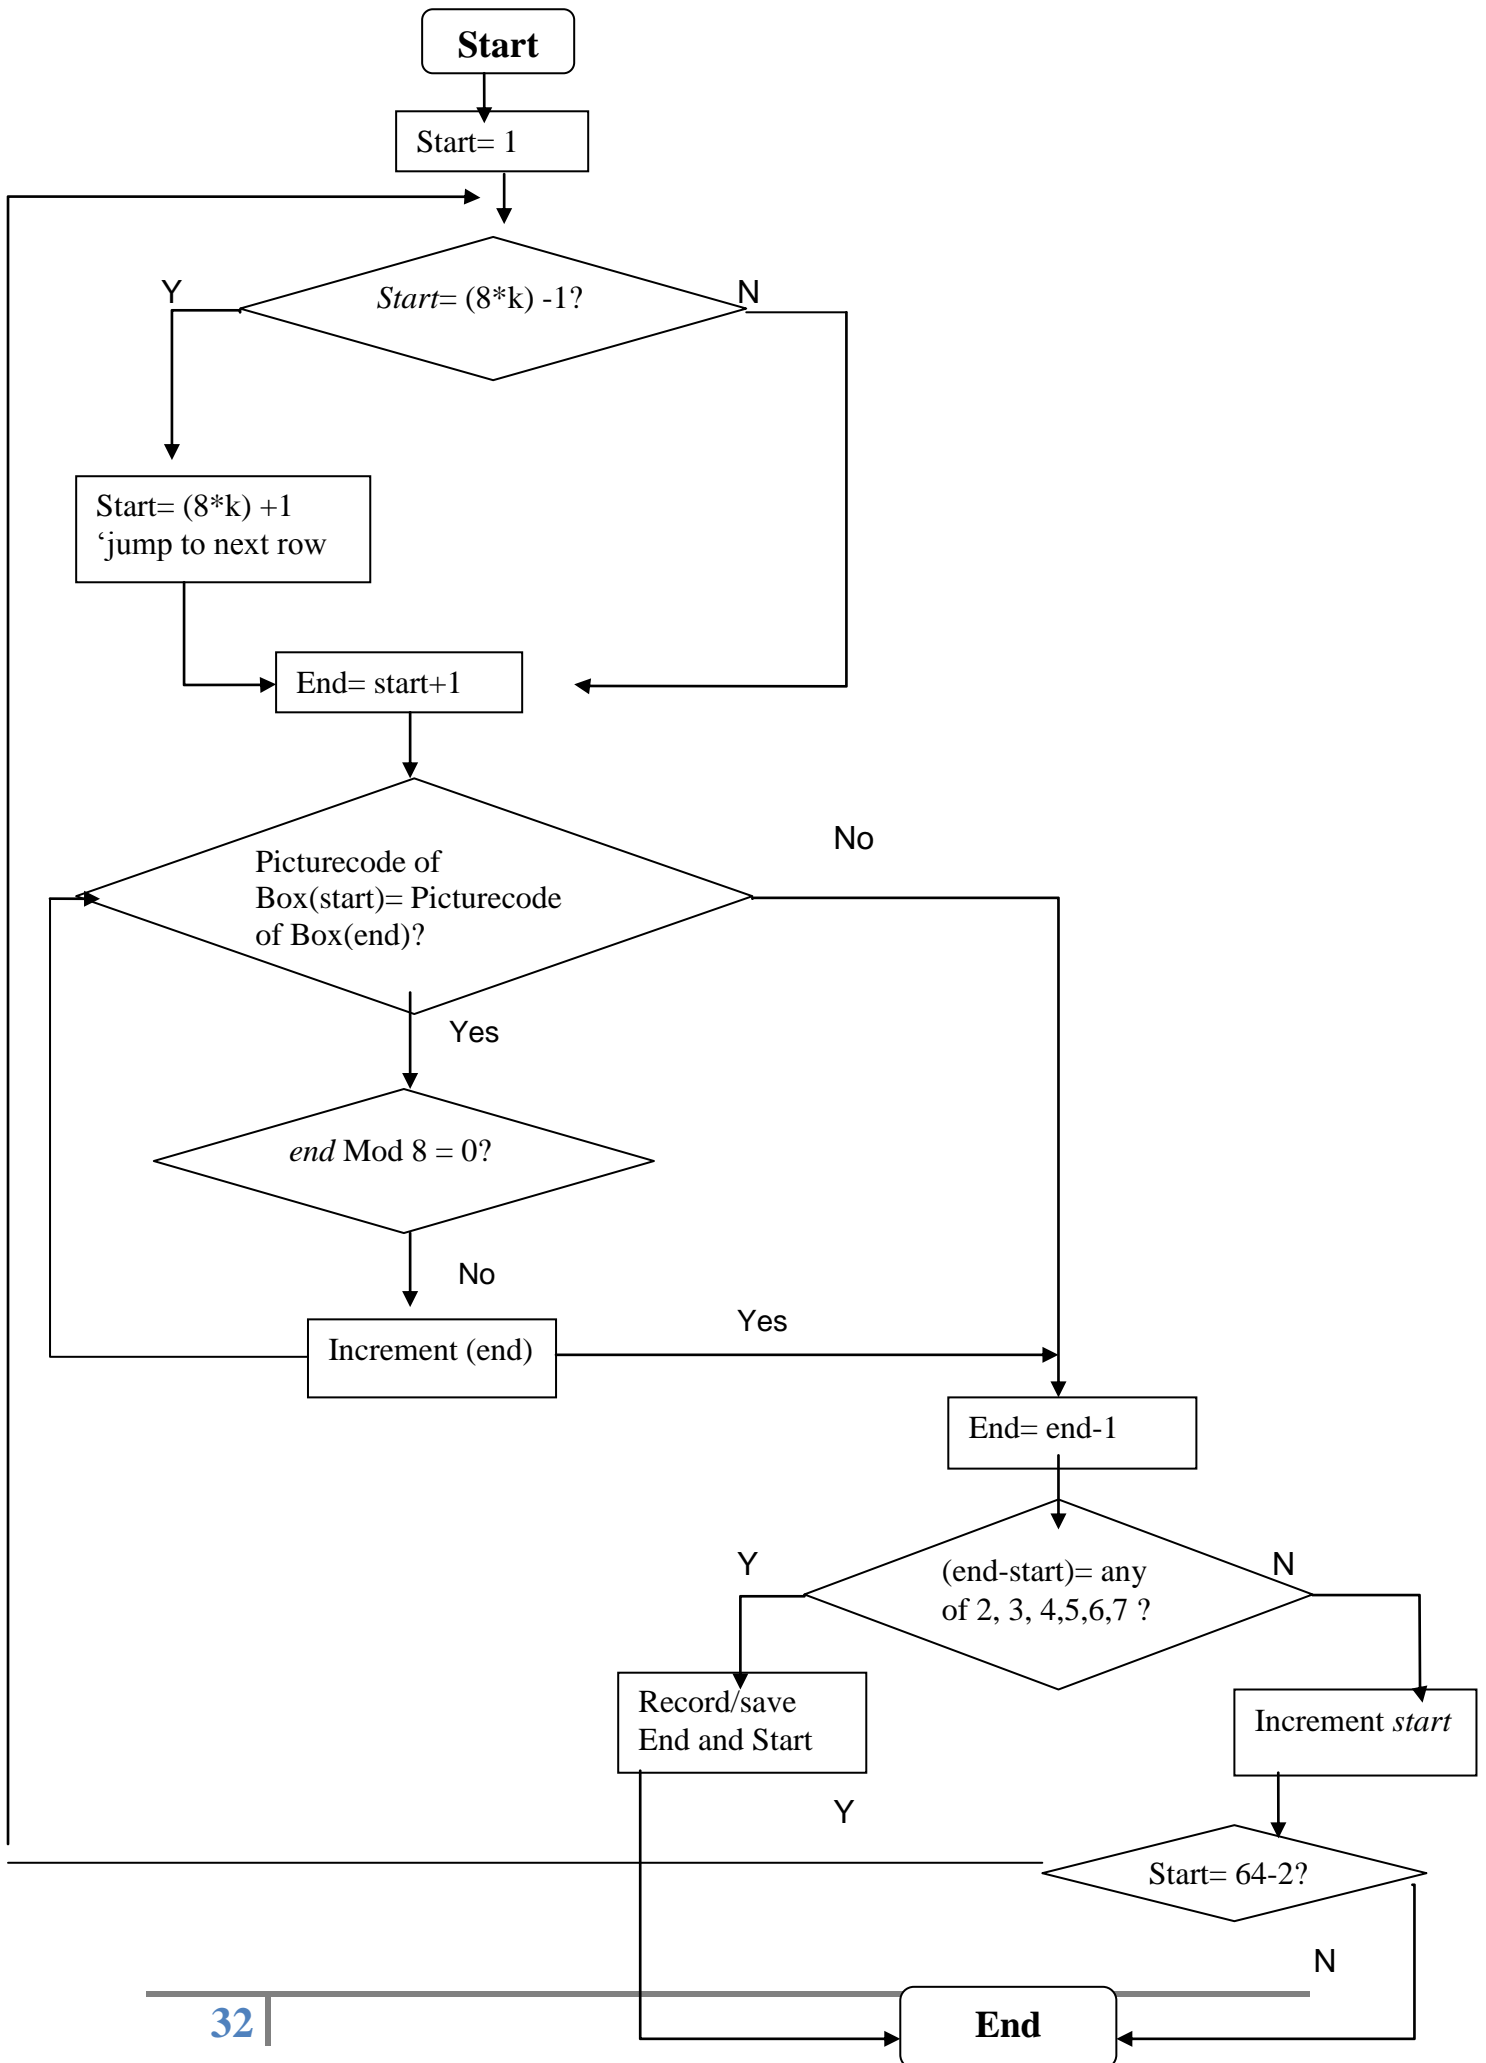 Start
Start= 1
Y
Start= (8*k) -1?
N
Start= (8*k) +1
‘jump to next row
End= start+1
No
Picturecode of
Box(start)= Picturecode
of Box(end)?
Yes
end Mod 8 = 0?
No
Yes
Increment (end)
End= end-1
Y
(end-start)= any
of 2, 3, 4,5,6,7 ?
N
Record/save
End and Start
Increment start
Y
Start= 64-2?
N
32
End